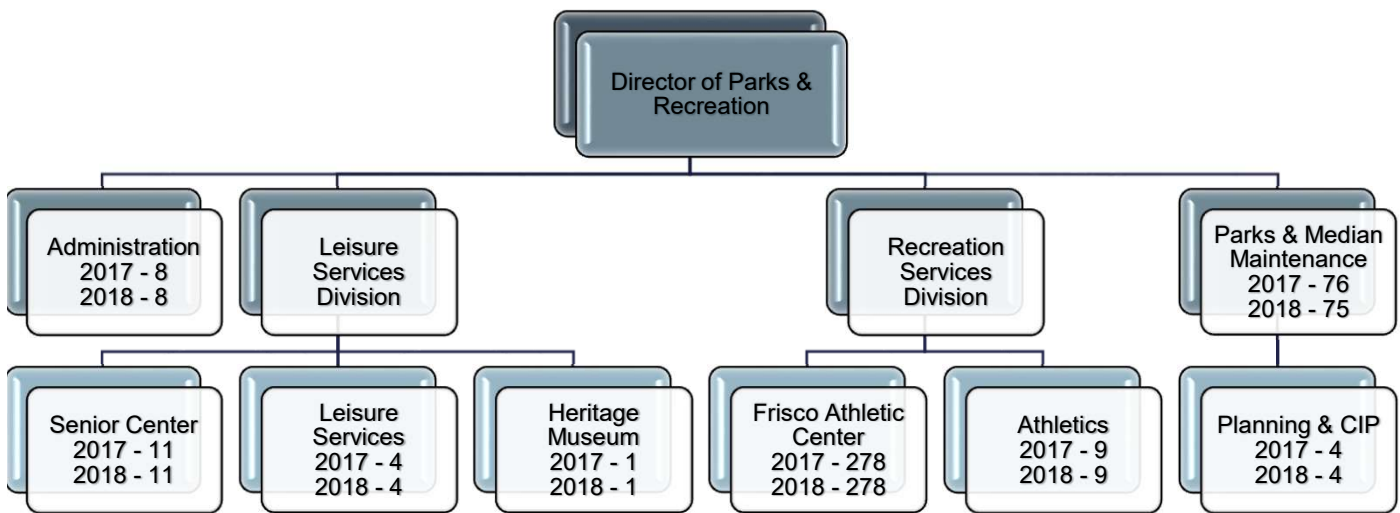 Director of Parks &
Recreation
Administration
2017 - 8
2018 - 8
Leisure
Services
Division
Recreation
Services
Division
Parks & Median
Maintenance
2017 - 76
2018 - 75
Senior Center
2017 - 11
2018 - 11
Leisure
Services
2017 - 4
2018 - 4
Heritage
Museum
2017 - 1
2018 - 1
Frisco Athletic
Center
2017 - 278
2018 - 278
Athletics
2017 - 9
2018 - 9
Planning & CIP
2017 - 4
2018 - 4